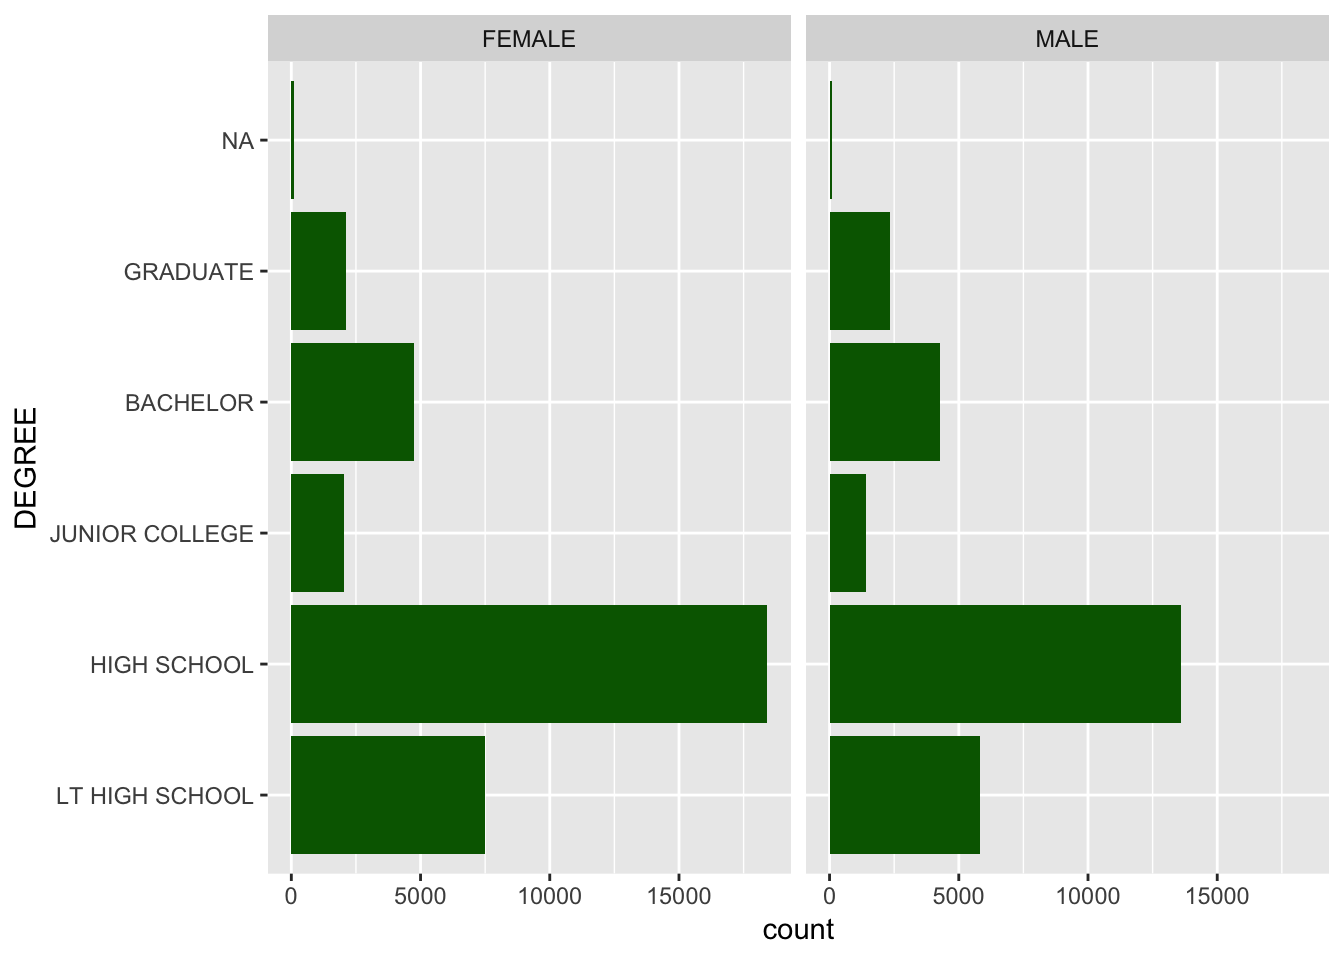 FEMALE
MALE
NA
GRADUATE
BACHELOR
JUNIOR COLLEGE
HIGH SCHOOL
LT HIGH SCHOOL
DEGREE
0 5000 10000 15000
0 5000 10000 15000
count